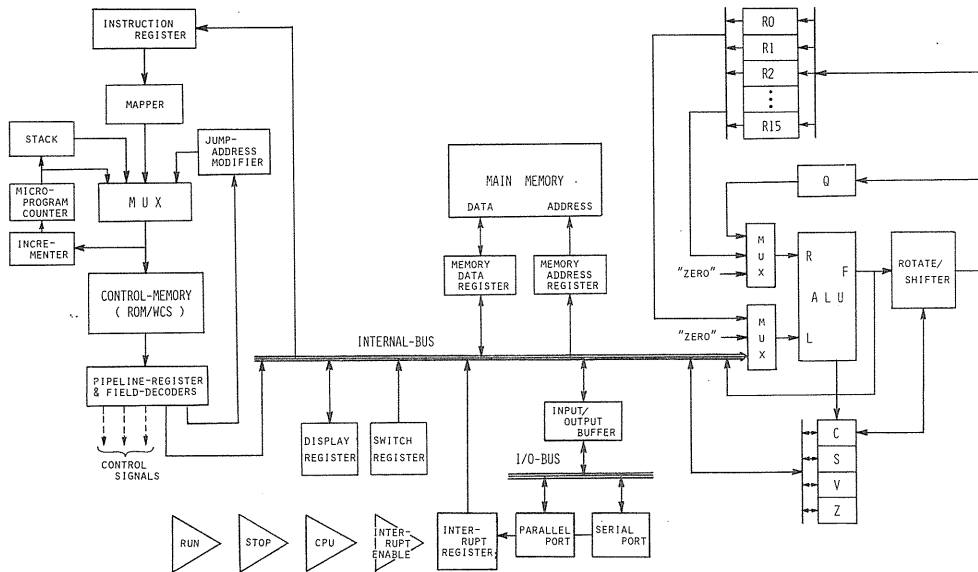 INSTRUCTION
REGISTER
MAPPER
STACK
JUMP-
ADDRESS
MODIFIER
MICRO-
PROGRAM
COUNTER
M U X
INCRE-
MENTER
CONTROL-MEMORY
( ROM/WCS )
PIPELINE-REGISTER
& FIELD-DECODERS
CONTROL
SIGNALS
MAIN MEMORY
DATA
ADDRESS
MEMORY
DATA
REGISTER
MEMORY
ADDRESS
REGISTER
INTERNAL-BUS
DISPLAY
REGISTER
SWITCH
REGISTER
INPUT/
OUTPUT
BUFFER
I/O-BUS
INTER-
RUPT
REGISTER
PARALLEL
PORT
SERIAL
PORT
RUN
STOP
CPU
INTER-
RUPT
ENABLE
R0
R1
R2
R15
Q
M
U
X
"ZERO"
M
U
X
"ZERO"
R
F
A L U
L
ROTATE/
SHIFTER
C
S
V
Z